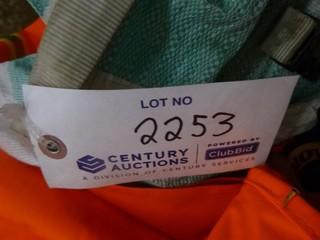 LOT NO
2253
CENTURY AUCTIONS
POWERED BY
ClubBid
A DIVISION OF CENTURY SERVICES